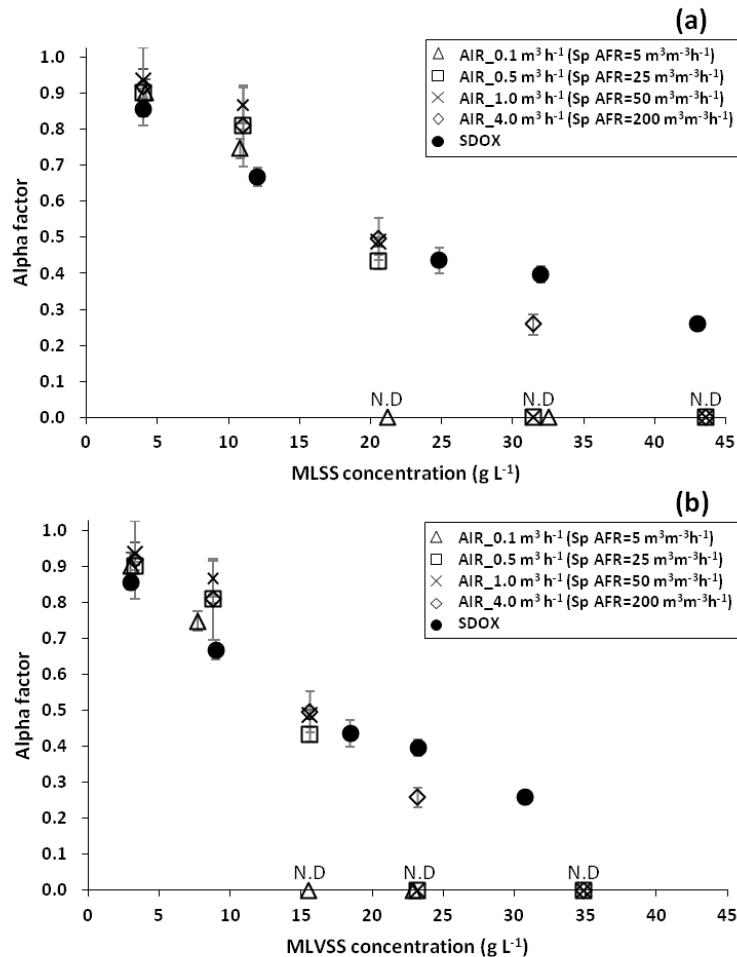 (a)
1.0
0.9
0.8
0.7
0.6
0.5
0.4
0.3
0.2
0.1
0.0
Alpha factor
AIR_0.1 m³ h⁻¹ (Sp AFR=5 m³m⁻³h⁻¹)
AIR_0.5 m³ h⁻¹ (Sp AFR=25 m³m⁻³h⁻¹)
AIR_1.0 m³ h⁻¹ (Sp AFR=50 m³m⁻³h⁻¹)
AIR_4.0 m³ h⁻¹ (Sp AFR=200 m³m⁻³h⁻¹)
SDOX
N.D N.D N.D
0 5 10 15 20 25 30 35 40 45
MLSS concentration (g L⁻¹)
(b)
1.0
0.9
0.8
0.7
0.6
0.5
0.4
0.3
0.2
0.1
0.0
Alpha factor
AIR_0.1 m³ h⁻¹ (Sp AFR=5 m³m⁻³h⁻¹)
AIR_0.5 m³ h⁻¹ (Sp AFR=25 m³m⁻³h⁻¹)
AIR_1.0 m³ h⁻¹ (Sp AFR=50 m³m⁻³h⁻¹)
AIR_4.0 m³ h⁻¹ (Sp AFR=200 m³m⁻³h⁻¹)
SDOX
N.D N.D N.D
0 5 10 15 20 25 30 35 40 45
MLVSS concentration (g L⁻¹)